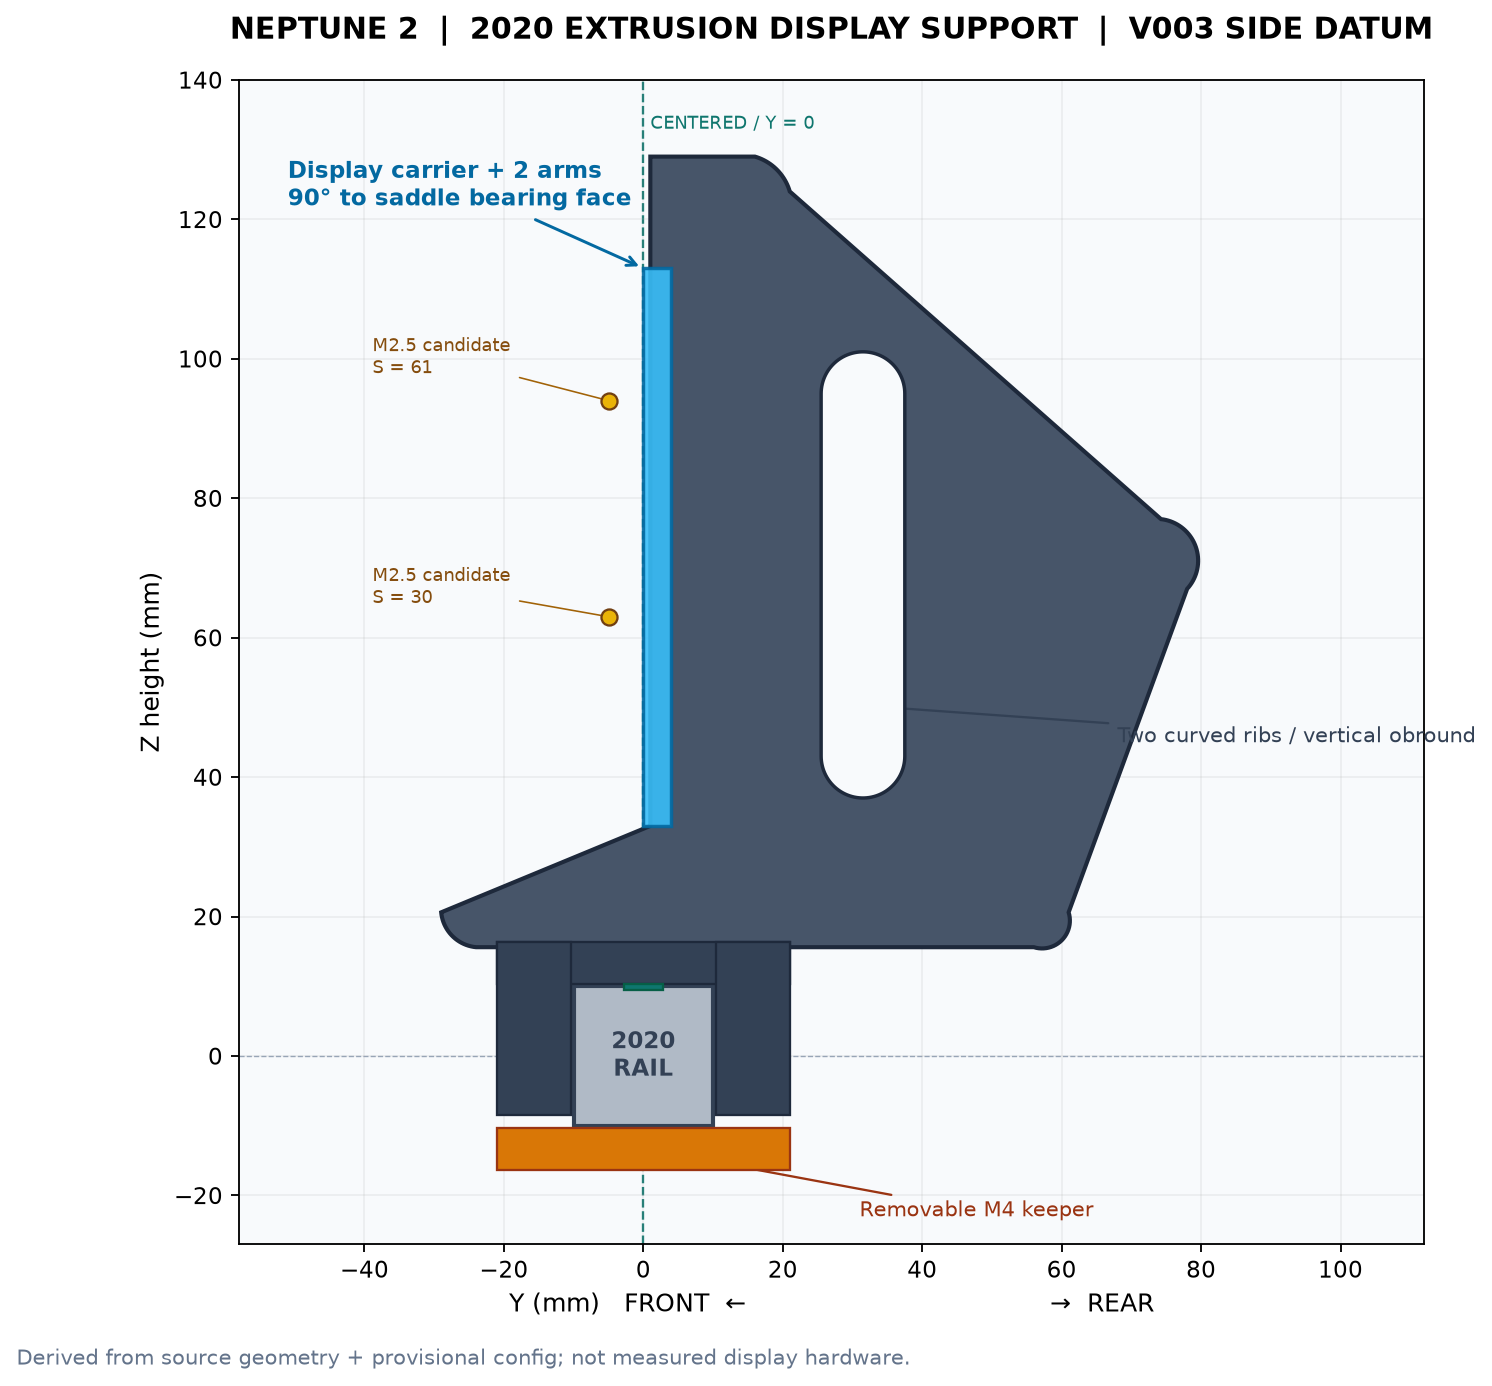 NEPTUNE 2 | 2020 EXTRUSION DISPLAY SUPPORT | V003 SIDE DATUM
140
CENTERED / Y = 0
Display carrier + 2 arms
90° to saddle bearing face
120
M2.5 candidate
S = 61
100
80
M2.5 candidate
S = 30
60
Z height (mm)
Two curved ribs / vertical obround
40
20
2020
RAIL
0
−20
Removable M4 keeper
−40
−20
0
20
40
60
80
100
Y (mm) FRONT ← → REAR
Derived from source geometry + provisional config; not measured display hardware.